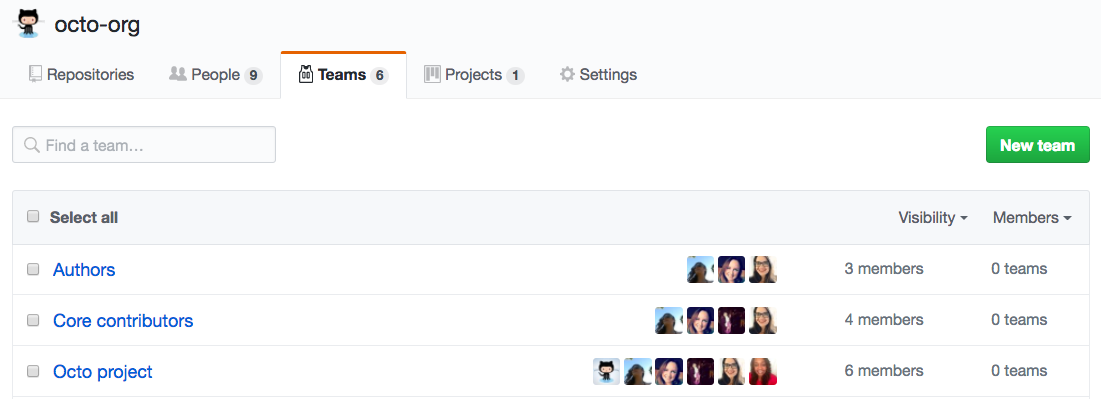 octo-org
Repositories People 9 Teams 6 Projects 1 Settings
Find a team... New team
Select all Visibility Members
Authors 3 members 0 teams
Core contributors 4 members 0 teams
Octo project 6 members 0 teams